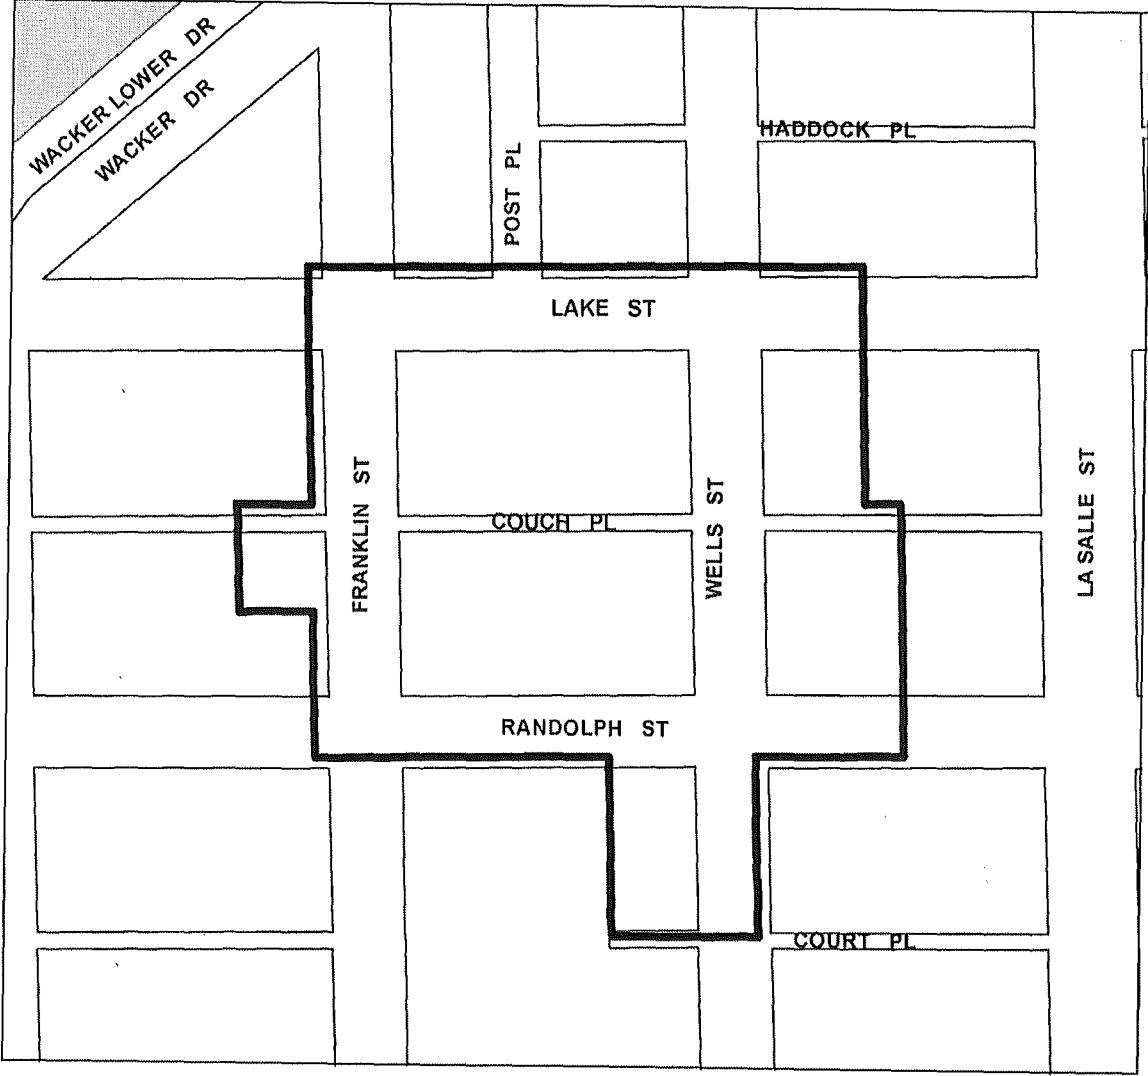 WACKER LOWER DR
WACKER DR
HADDOCK PL
POST PL
LAKE ST
FRANKLIN ST
COUCH PL
WELLS ST
LA SALLE ST
RANDOLPH ST
COURT PL